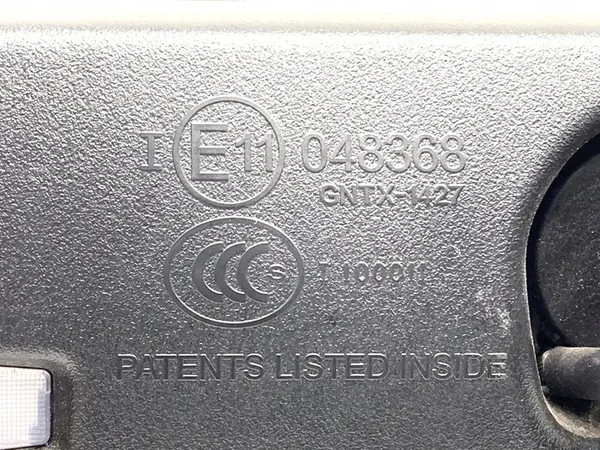 I E11 048368
GNTX-1427
CCC S T 100011
PATENTS LISTED INSIDE